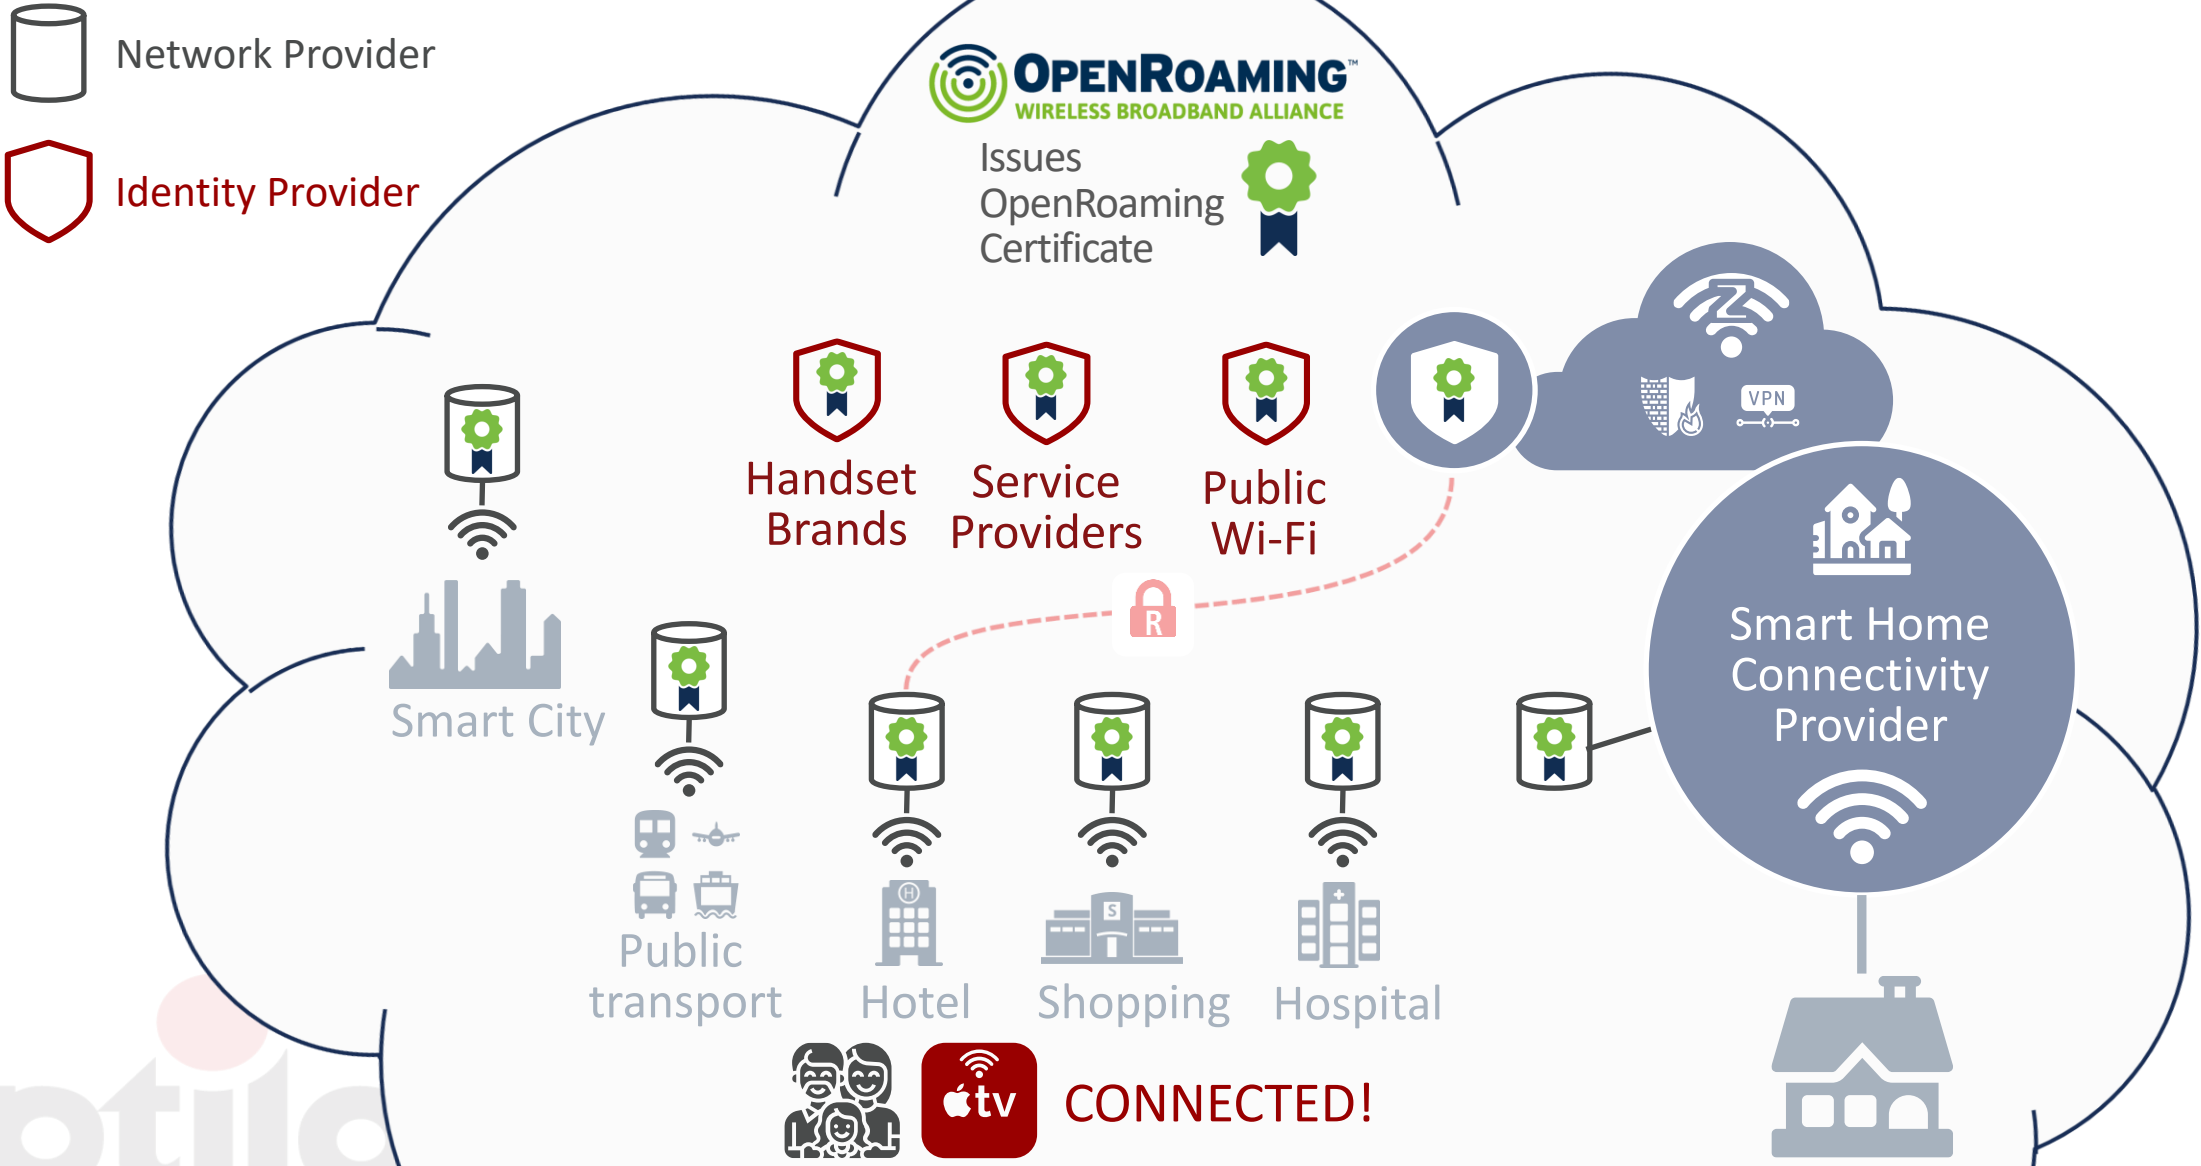 Network Provider
Identity Provider
OPENROAMING™
WIRELESS BROADBAND ALLIANCE
Issues
OpenRoaming
Certificate
VPN
Handset
Brands
Service
Providers
Public
Wi-Fi
R
Smart City
Smart Home
Connectivity
Provider
Public
transport
H
Hotel
S
Shopping
Hospital
tv
CONNECTED!